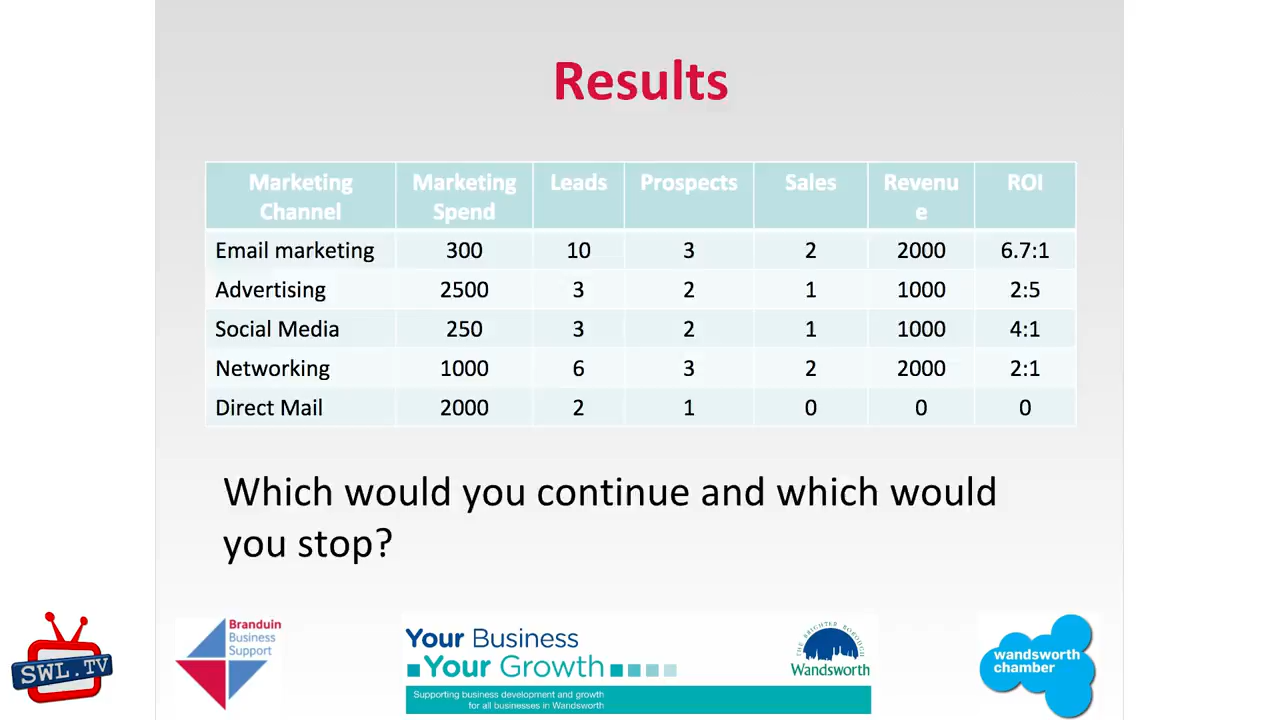 Results
Marketing Channel Marketing Spend Leads Prospects Sales Revenue ROI
Email marketing 300 10 3 2 2000 6.7:1
Advertising 2500 3 2 1 1000 2:5
Social Media 250 3 2 1 1000 4:1
Networking 1000 6 3 2 2000 2:1
Direct Mail 2000 2 1 0 0 0
Which would you continue and which would
you stop?
SWL.TV
Branduin
Business
Support
Your Business
Your Growth
Supporting business development and growth
for all businesses in Wandsworth
THE BRIGHTER BOROUGH
Wandsworth
wandsworth
chamber